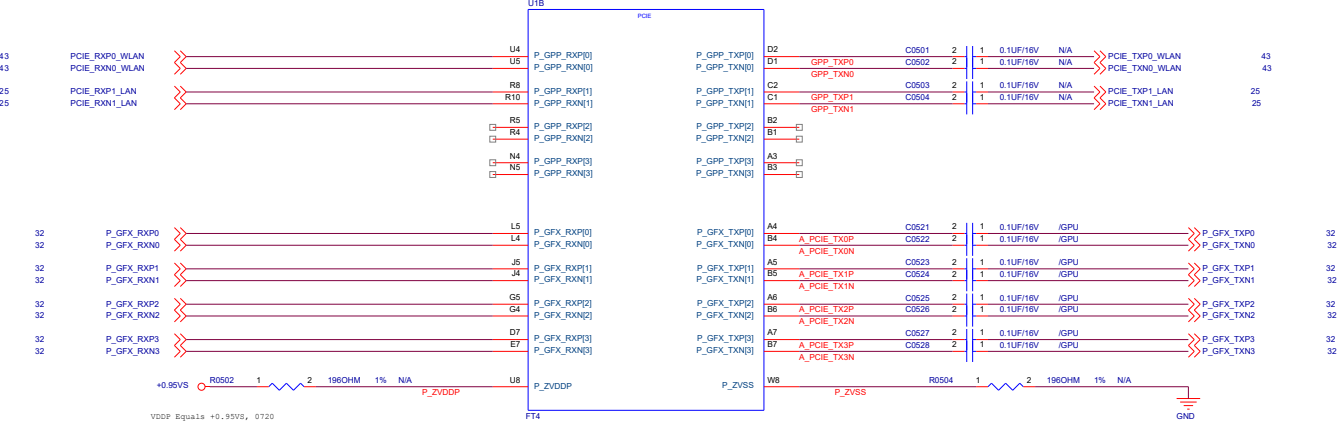 U1B
PCIE
43 PCIE_RXP0_WLAN U4 P_GPP_RXP[0] P_GPP_TXP[0] D2 C0501 2 1 0.1UF/16V N/A PCIE_TXP0_WLAN 43
43 PCIE_RXN0_WLAN U5 P_GPP_RXN[0] P_GPP_TXN[0] D1 GPP_TXP0 C0502 2 1 0.1UF/16V N/A PCIE_TXN0_WLAN 43
GPP_TXN0
25 PCIE_RXP1_LAN R8 P_GPP_RXP[1] P_GPP_TXP[1] C2 C0503 2 1 0.1UF/16V N/A PCIE_TXP1_LAN 25
25 PCIE_RXN1_LAN R10 P_GPP_RXN[1] P_GPP_TXN[1] C1 GPP_TXP1 C0504 2 1 0.1UF/16V N/A PCIE_TXN1_LAN 25
GPP_TXN1
R5 P_GPP_RXP[2] P_GPP_TXP[2] B2
R4 P_GPP_RXN[2] P_GPP_TXN[2] B1
N4 P_GPP_RXP[3] P_GPP_TXP[3] A3
N5 P_GPP_RXN[3] P_GPP_TXN[3] B3
32 P_GFX_RXP0 L5 P_GFX_RXP[0] P_GFX_TXP[0] A4 C0521 2 1 0.1UF/16V /GPU P_GFX_TXP0 32
32 P_GFX_RXN0 L4 P_GFX_RXN[0] P_GFX_TXN[0] B4 A_PCIE_TX0P C0522 2 1 0.1UF/16V /GPU P_GFX_TXN0 32
A_PCIE_TX0N
32 P_GFX_RXP1 J5 P_GFX_RXP[1] P_GFX_TXP[1] A5 C0523 2 1 0.1UF/16V /GPU P_GFX_TXP1 32
32 P_GFX_RXN1 J4 P_GFX_RXN[1] P_GFX_TXN[1] B5 A_PCIE_TX1P C0524 2 1 0.1UF/16V /GPU P_GFX_TXN1 32
A_PCIE_TX1N
32 P_GFX_RXP2 G5 P_GFX_RXP[2] P_GFX_TXP[2] A6 C0525 2 1 0.1UF/16V /GPU P_GFX_TXP2 32
32 P_GFX_RXN2 G4 P_GFX_RXN[2] P_GFX_TXN[2] B6 A_PCIE_TX2P C0526 2 1 0.1UF/16V /GPU P_GFX_TXN2 32
A_PCIE_TX2N
32 P_GFX_RXP3 D7 P_GFX_RXP[3] P_GFX_TXP[3] A7 C0527 2 1 0.1UF/16V /GPU P_GFX_TXP3 32
32 P_GFX_RXN3 E7 P_GFX_RXN[3] P_GFX_TXN[3] B7 A_PCIE_TX3P C0528 2 1 0.1UF/16V /GPU P_GFX_TXN3 32
A_PCIE_TX3N
+0.95VS R0502 1 2 196OHM 1% N/A U8 P_ZVDDP P_ZVSS W8 R0504 1 2 196OHM 1% N/A
P_ZVDDP P_ZVSS
VDDP Equals +0.95VS, 0720 FT4 GND